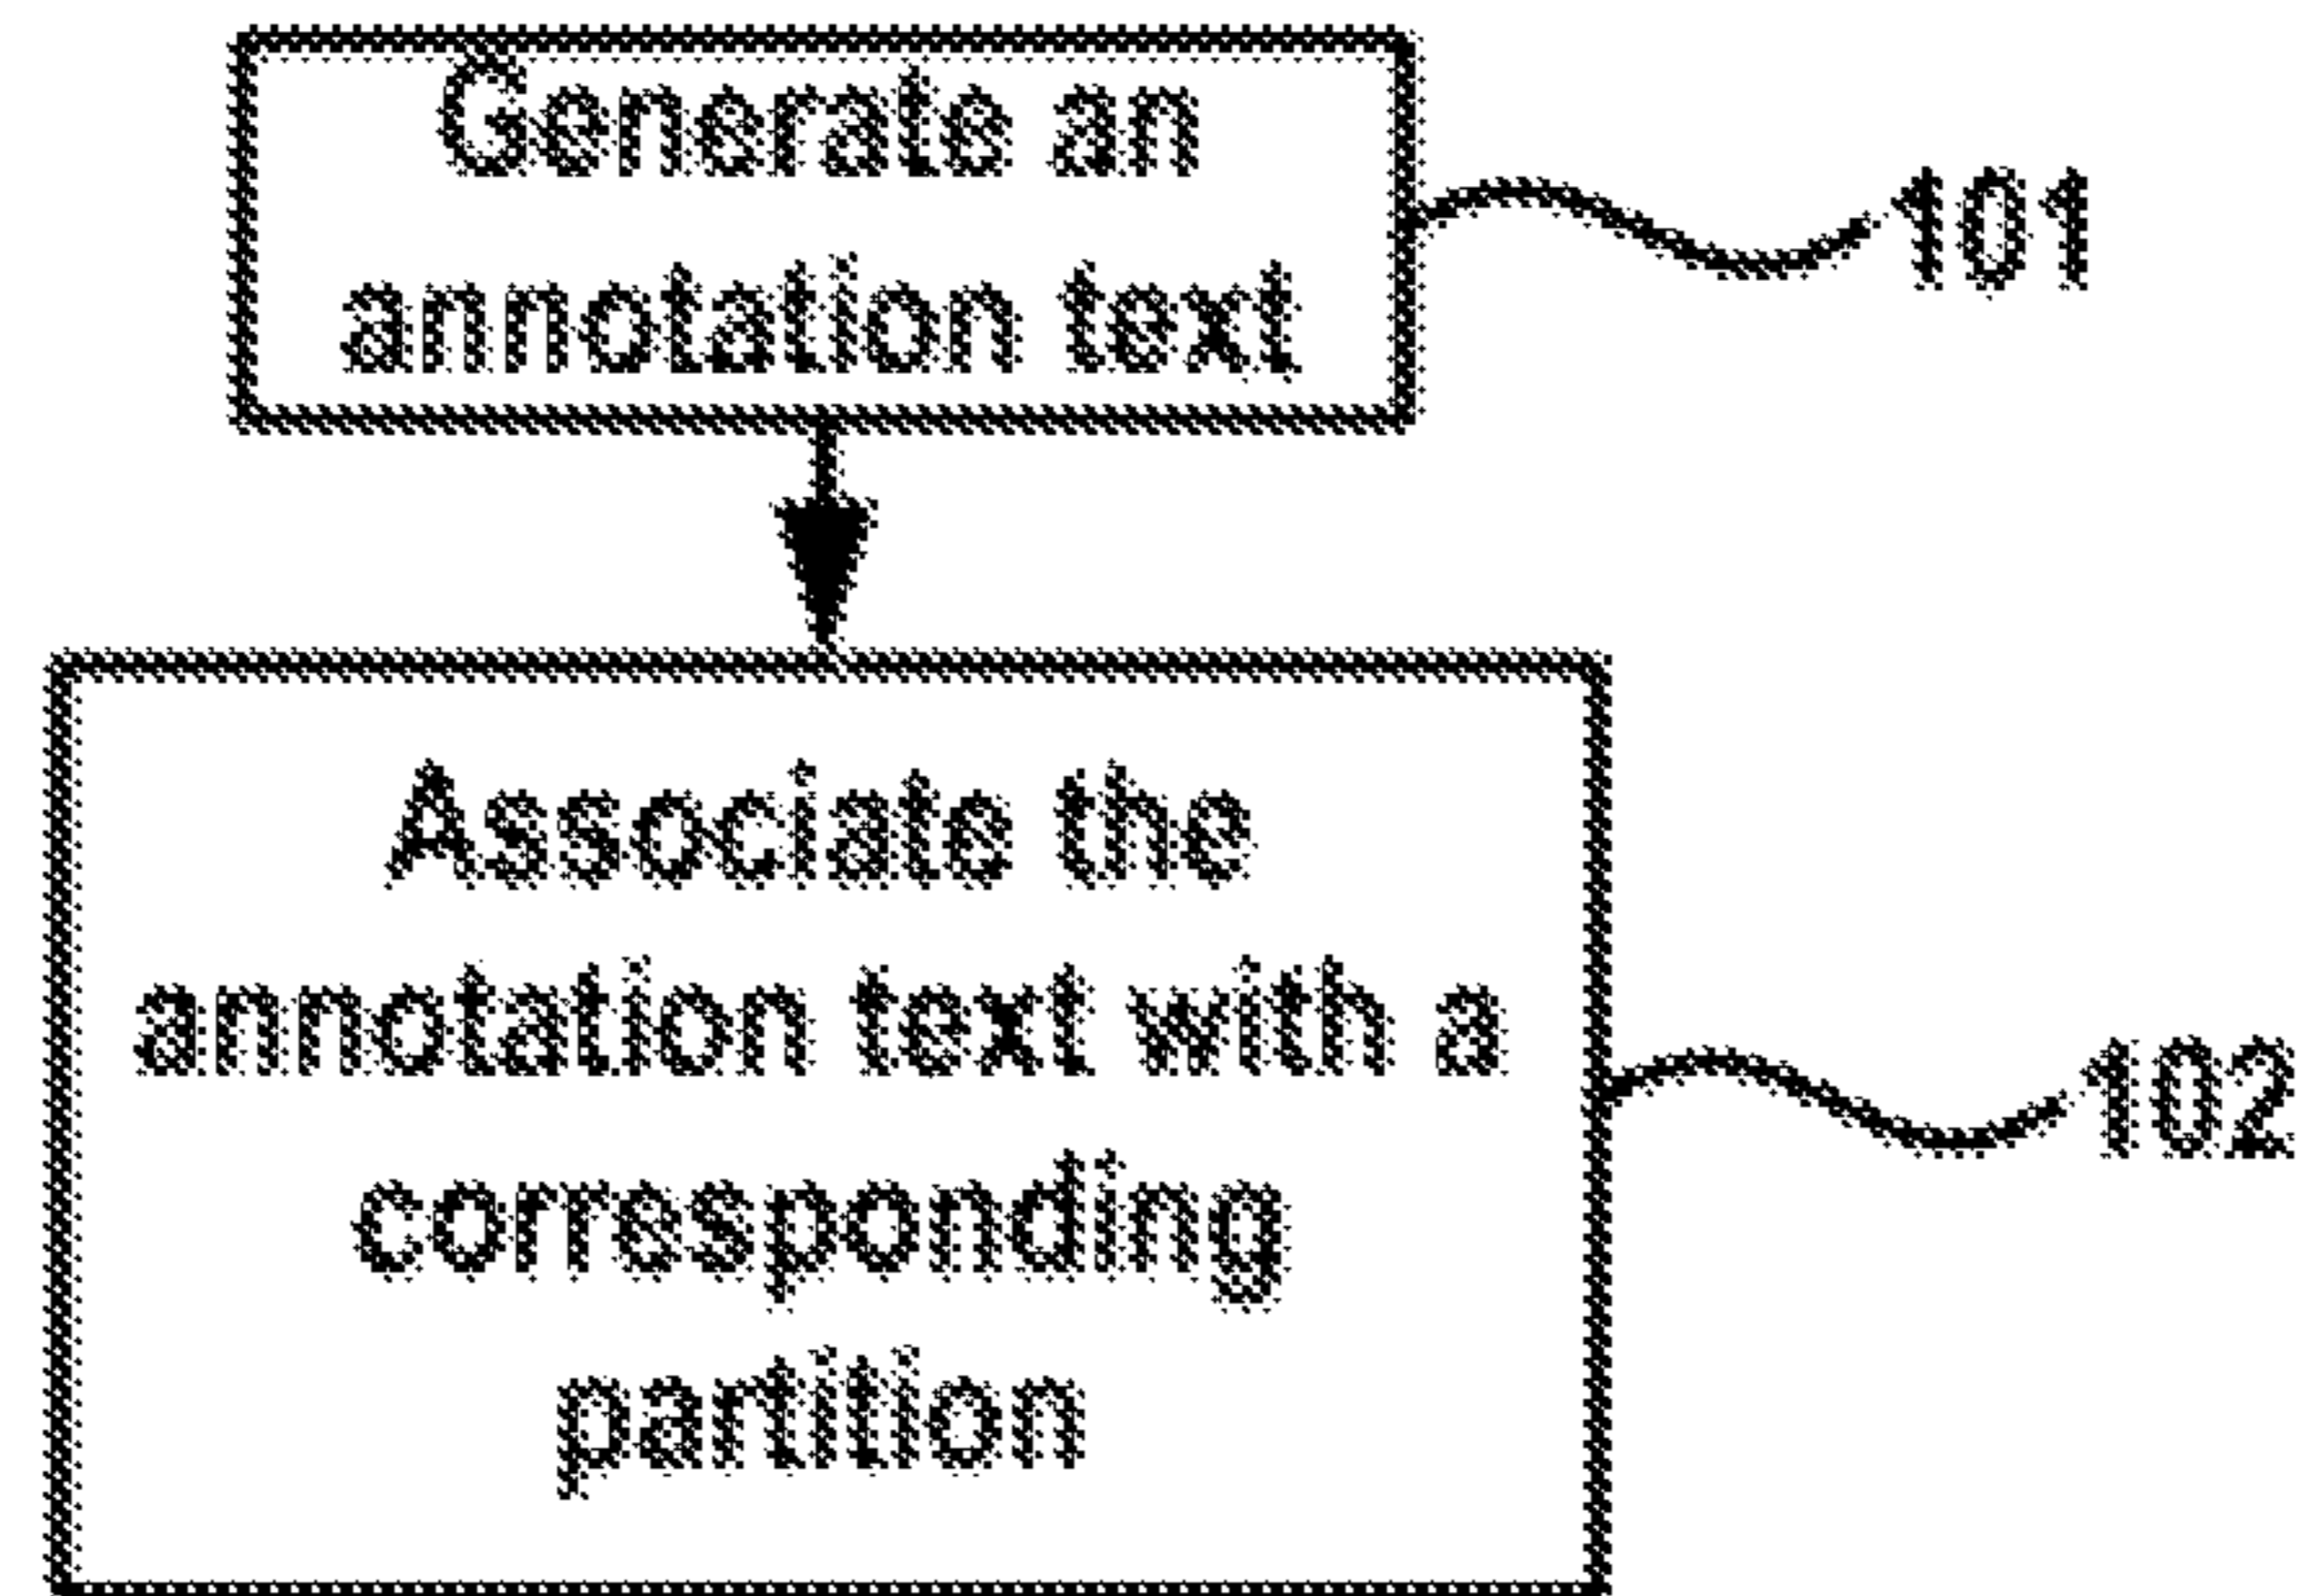 Generate an
annotation text
101
Associate the
annotation text with a
102
corresponding
partition